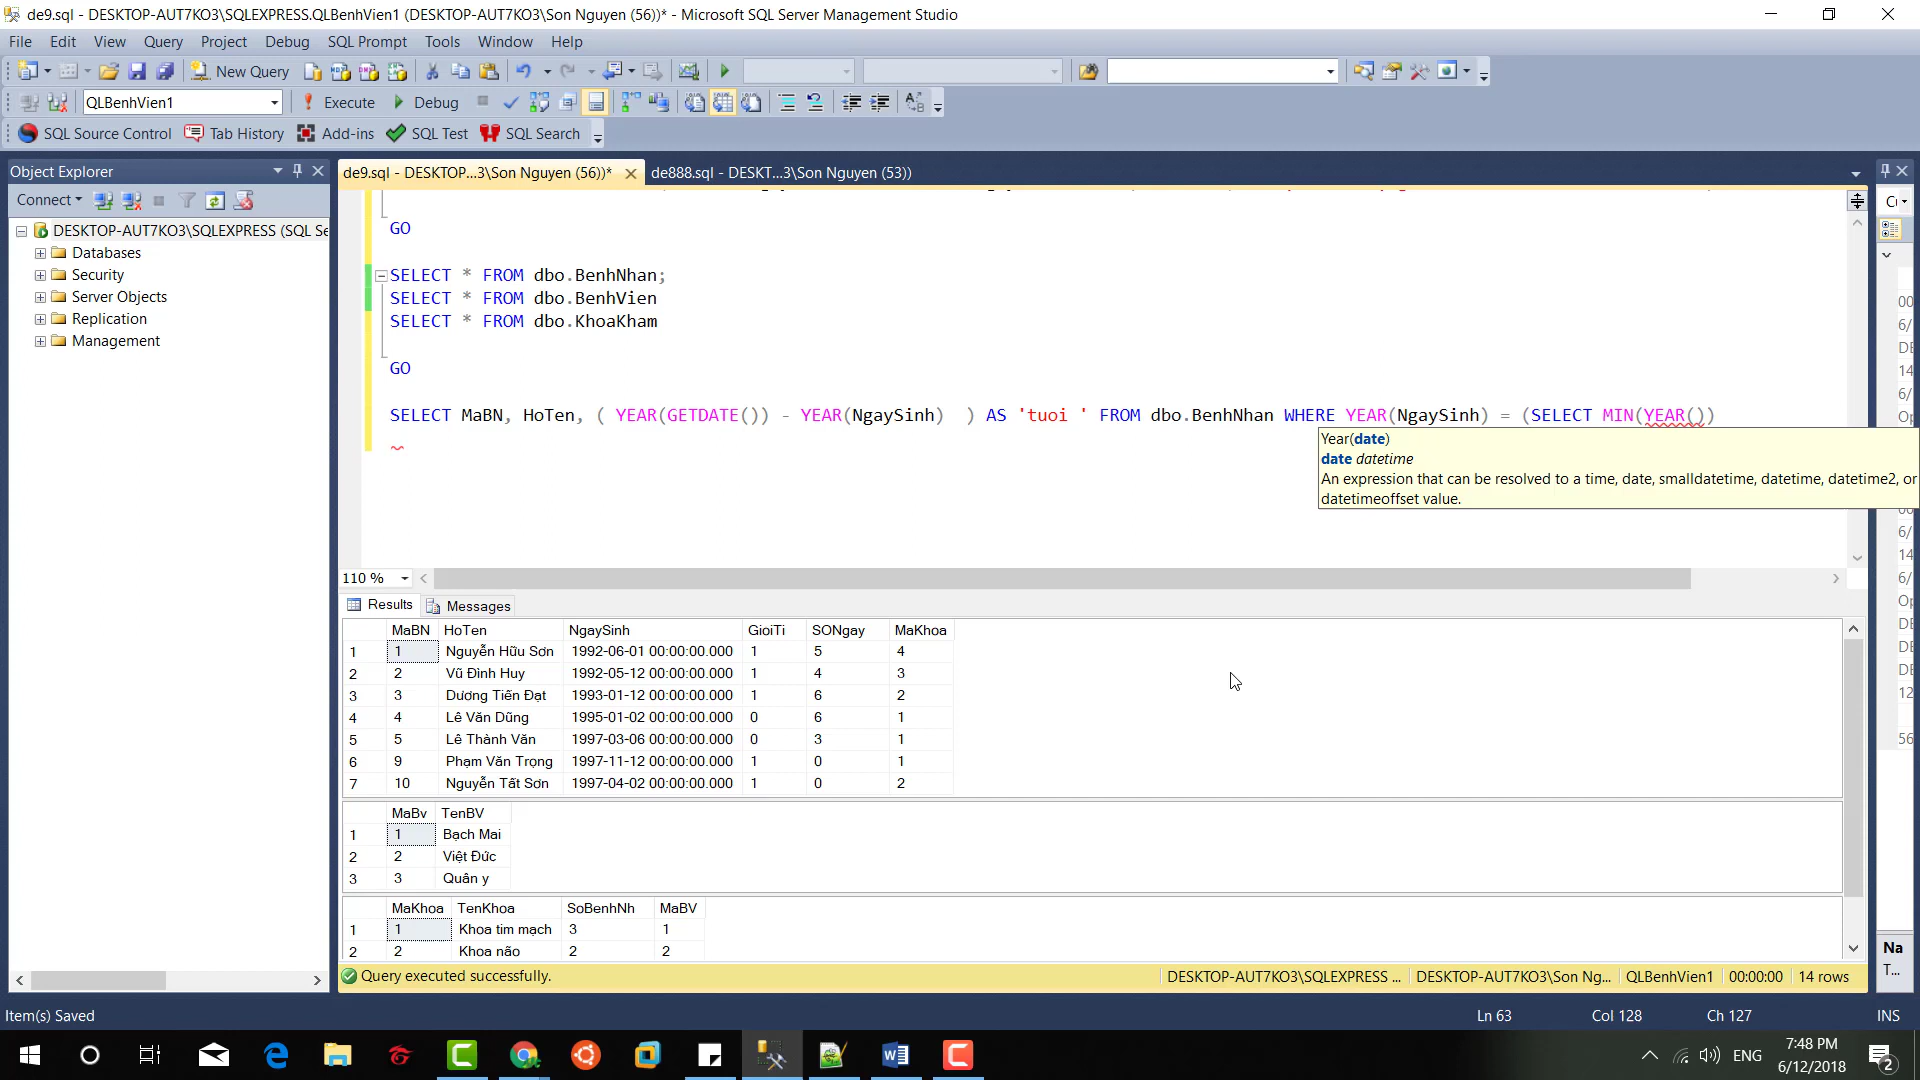 de9.sql - DESKTOP-AUT7KO3\SQLEXPRESS.QLBenhVien1 (DESKTOP-AUT7KO3\Son Nguyen (56))* - Microsoft SQL Server Management Studio
File Edit View Query Project Debug SQL Prompt Tools Window Help
New Query
QLBenhVien1 Execute Debug
SQL Source Control Tab History Add-ins SQL Test SQL Search
Object Explorer
de9.sql - DESKTOP...3\Son Nguyen (56))* de888.sql - DESKT...3\Son Nguyen (53))
Connect
DESKTOP-AUT7KO3\SQLEXPRESS (SQL Se
Databases
Security
Server Objects
Replication
Management
GO
SELECT * FROM dbo.BenhNhan;
SELECT * FROM dbo.BenhVien
SELECT * FROM dbo.KhoaKham
GO
SELECT MaBN, HoTen, ( YEAR(GETDATE()) - YEAR(NgaySinh) ) AS 'tuoi ' FROM dbo.BenhNhan WHERE YEAR(NgaySinh) = (SELECT MIN(YEAR())
Year(date)
date datetime
An expression that can be resolved to a time, date, smalldatetime, datetime, datetime2, or
datetimeoffset value.
110 %
Results Messages
MaBN HoTen NgaySinh GioiTi SONgay MaKhoa
1 1 Nguyễn Hữu Sơn 1992-06-01 00:00:00.000 1 5 4
2 2 Vũ Đình Huy 1992-05-12 00:00:00.000 1 4 3
3 3 Dương Tiến Đạt 1993-01-12 00:00:00.000 1 6 2
4 4 Lê Văn Dũng 1995-01-02 00:00:00.000 0 6 1
5 5 Lê Thành Văn 1997-03-06 00:00:00.000 0 3 1
6 9 Phạm Văn Trọng 1997-11-12 00:00:00.000 1 0 1
7 10 Nguyễn Tất Sơn 1997-04-02 00:00:00.000 1 0 2
MaBv TenBV
1 1 Bạch Mai
2 2 Việt Đức
3 3 Quân y
MaKhoa TenKhoa SoBenhNh MaBV
1 1 Khoa tim mạch 3 1
2 2 Khoa não 2 2
Query executed successfully. DESKTOP-AUT7KO3\SQLEXPRESS ... DESKTOP-AUT7KO3\Son Ng... QLBenhVien1 00:00:00 14 rows
Item(s) Saved Ln 63 Col 128 Ch 127 INS
ENG
7:48 PM
6/12/2018
2